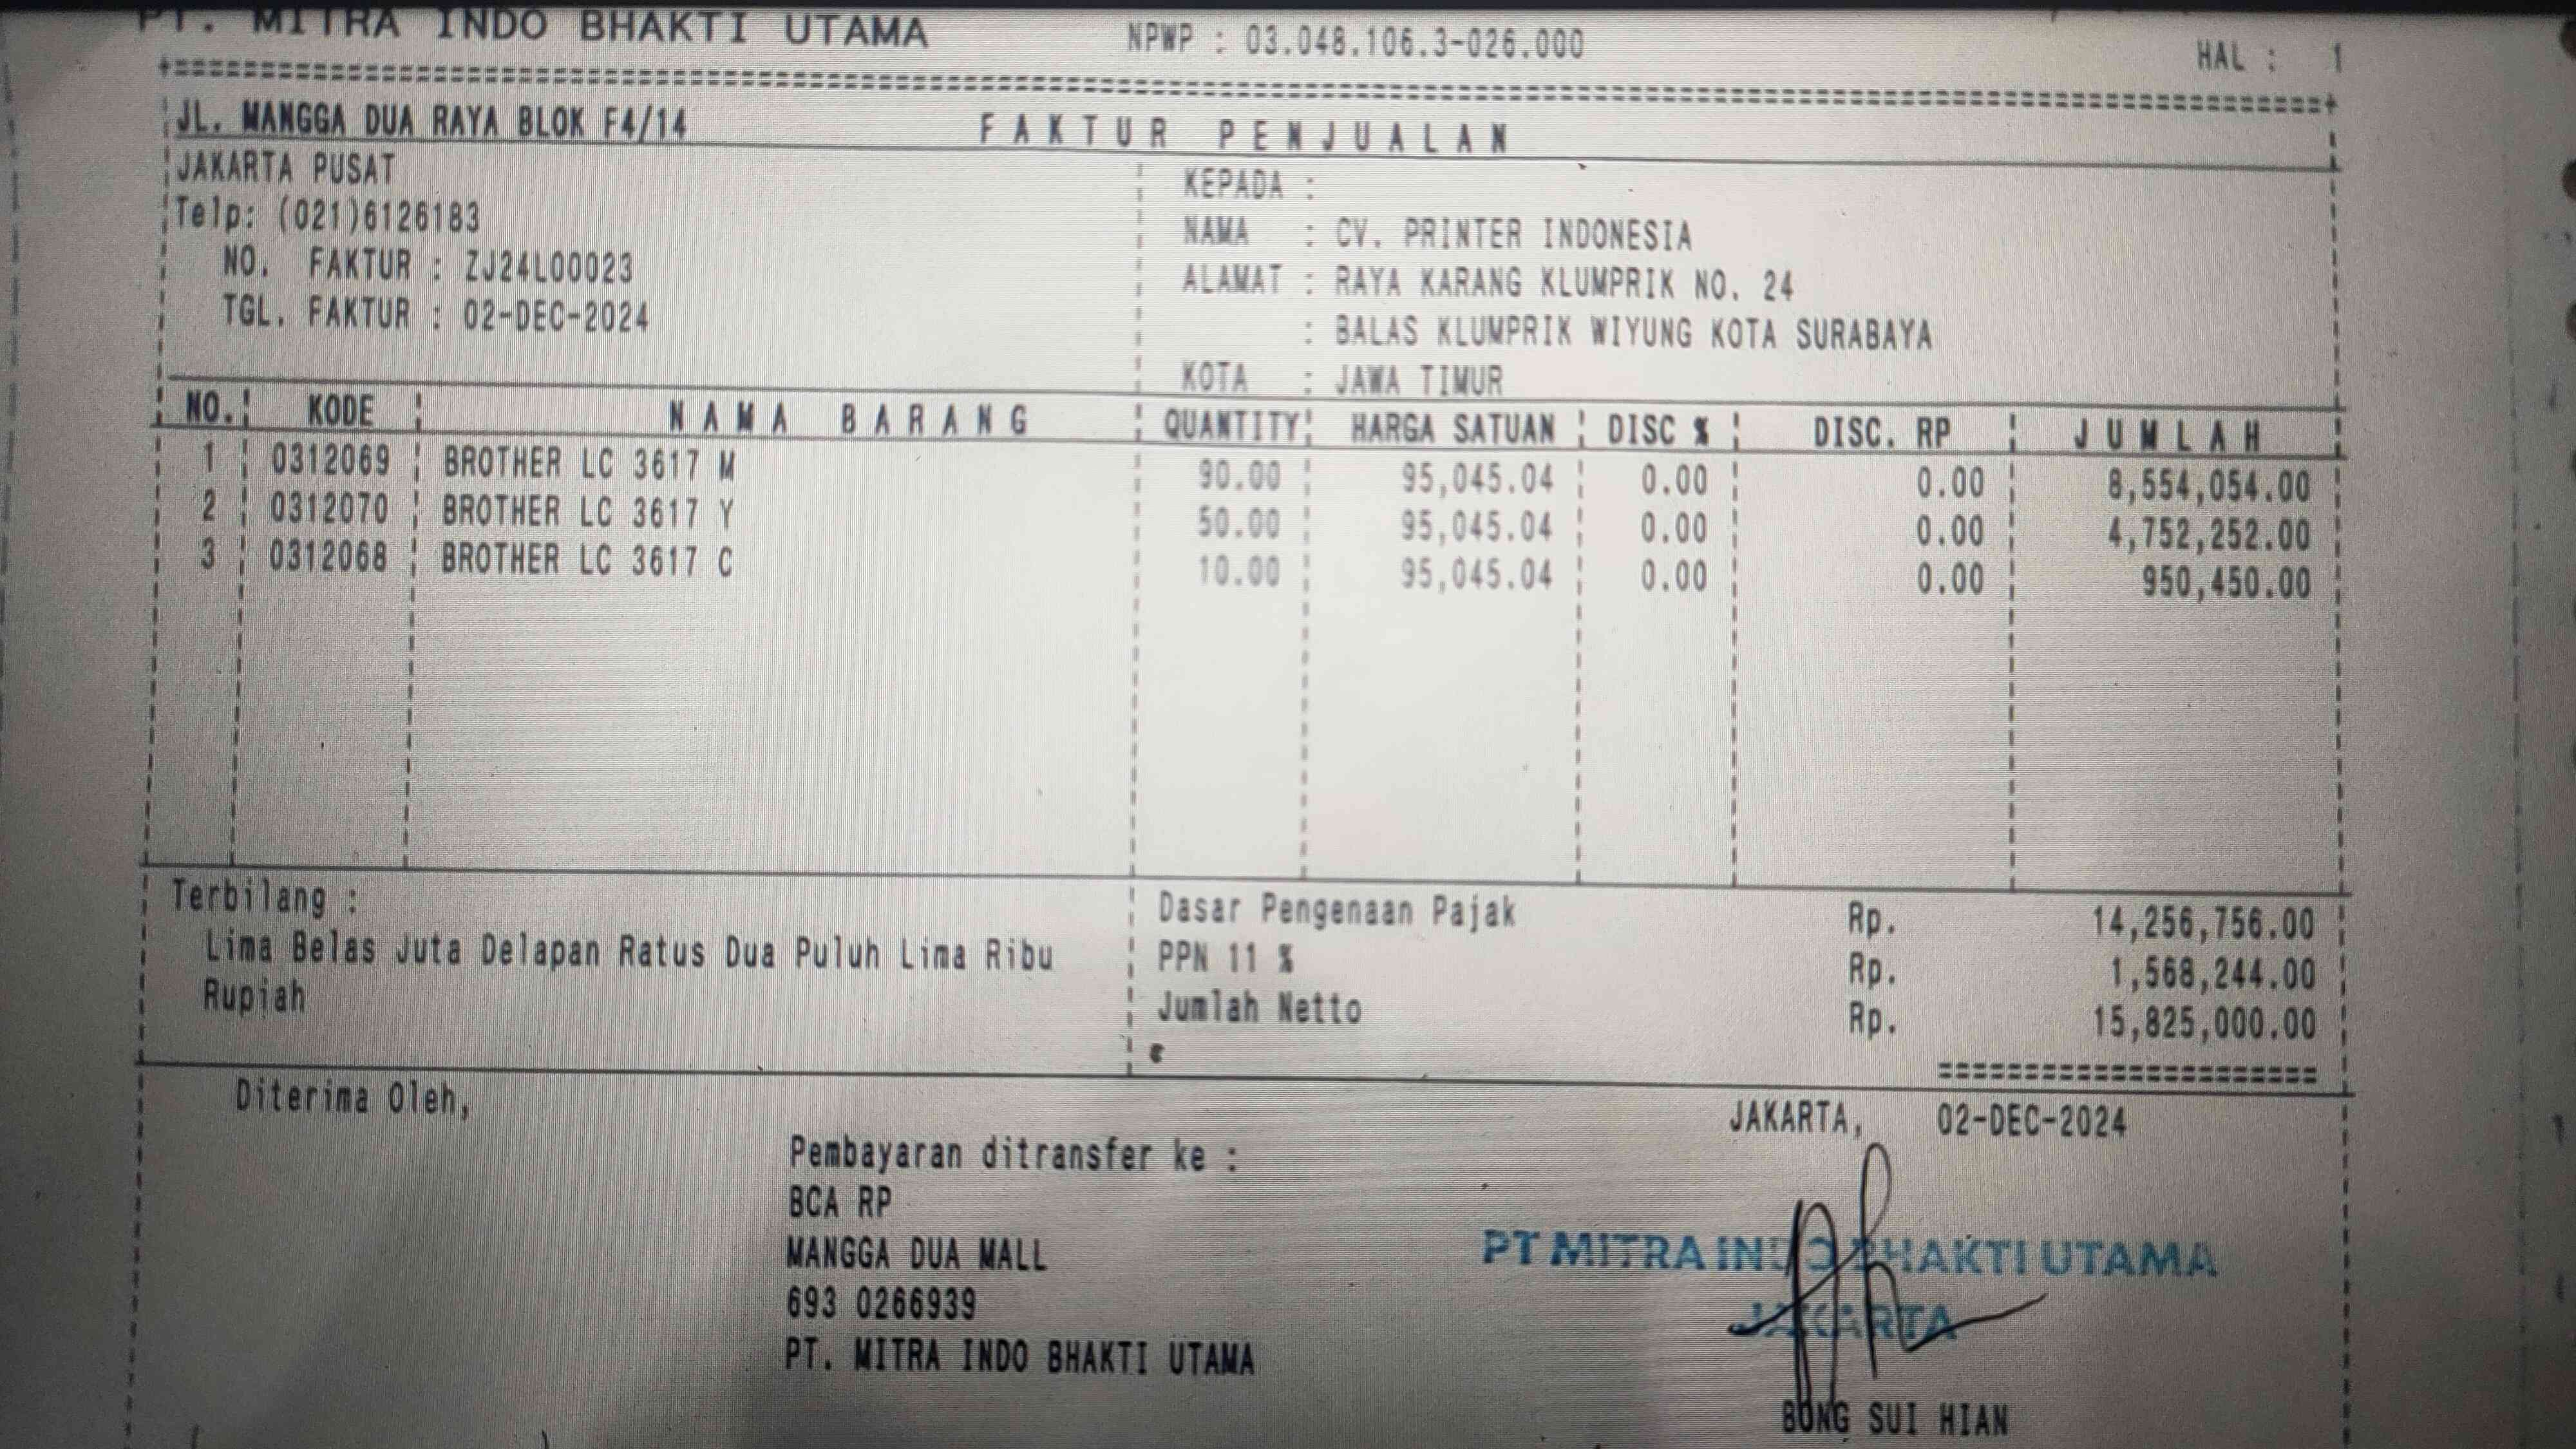 PT. MITRA INDO BHAKTI UTAMA NPWP : 03.048.106.3-026.000 HAL : 1
JL. MANGGA DUA RAYA BLOK F4/14 FAKTUR PENJUALAN
JAKARTA PUSAT
Telp: (021)6126183
NO. FAKTUR : ZJ24L00023
TGL. FAKTUR : 02-DEC-2024
KEPADA :
NAMA : CV. PRINTER INDONESIA
ALAMAT : RAYA KARANG KLUMPRIK NO. 24
: BALAS KLUMPRIK WIYUNG KOTA SURABAYA
KOTA : JAWA TIMUR
NO. KODE NAMA BARANG QUANTITY HARGA SATUAN DISC % DISC. RP JUMLAH
1 0312069 BROTHER LC 3617 M 90.00 95,045.04 0.00 0.00 8,554,054.00
2 0312070 BROTHER LC 3617 Y 50.00 95,045.04 0.00 0.00 4,752,252.00
3 0312068 BROTHER LC 3617 C 10.00 95,045.04 0.00 0.00 950,450.00
Terbilang :
Lima Belas Juta Delapan Ratus Dua Puluh Lima Ribu
Rupiah
Dasar Pengenaan Pajak Rp. 14,256,756.00
PPN 11 % Rp. 1,568,244.00
Jumlah Netto Rp. 15,825,000.00
Diterima Oleh,
Pembayaran ditransfer ke :
BCA RP
MANGGA DUA MALL
693 0266939
PT. MITRA INDO BHAKTI UTAMA
JAKARTA, 02-DEC-2024
PT MITRA INDO BHAKTI UTAMA
JAKARTA
BONG SUI HIAN